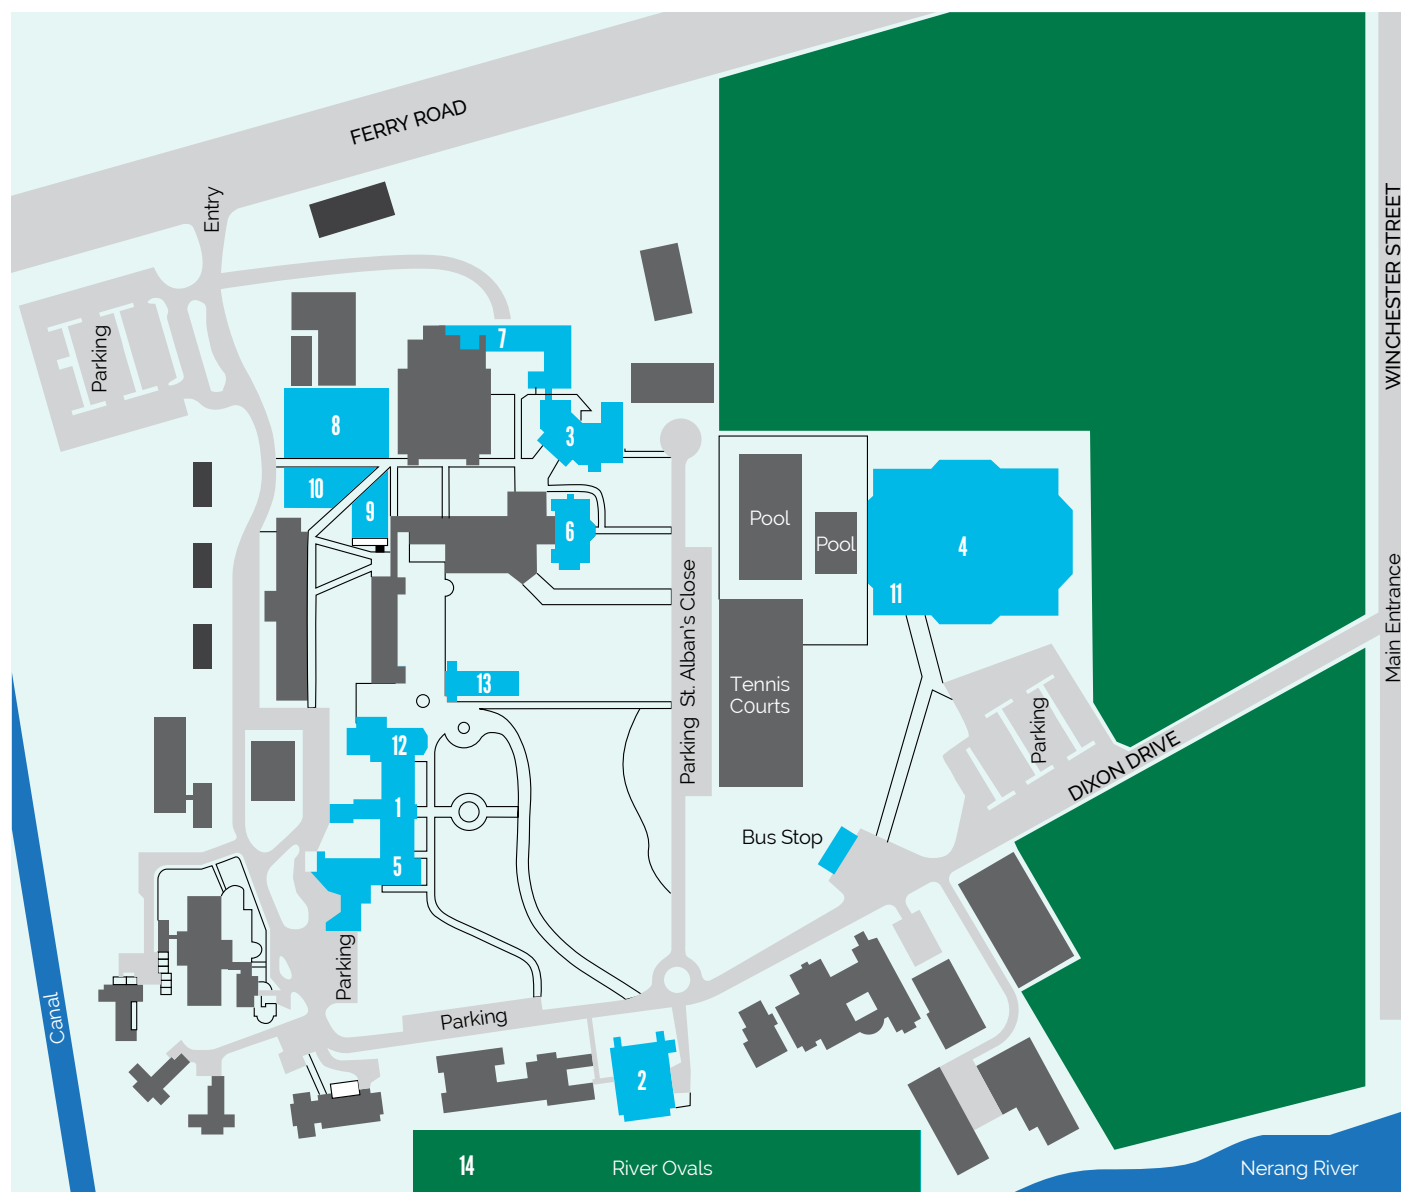 FERRY ROAD
Entry
WINCHESTER STREET
Parking
7
8
3
10
9
6
Pool
Pool
4
11
St. Alban's Close
Parking
Main Entrance
13
Tennis
Courts
12
Parking
DIXON DRIVE
1
Bus Stop
5
Parking
Canal
Parking
2
14
River Ovals
Nerang River